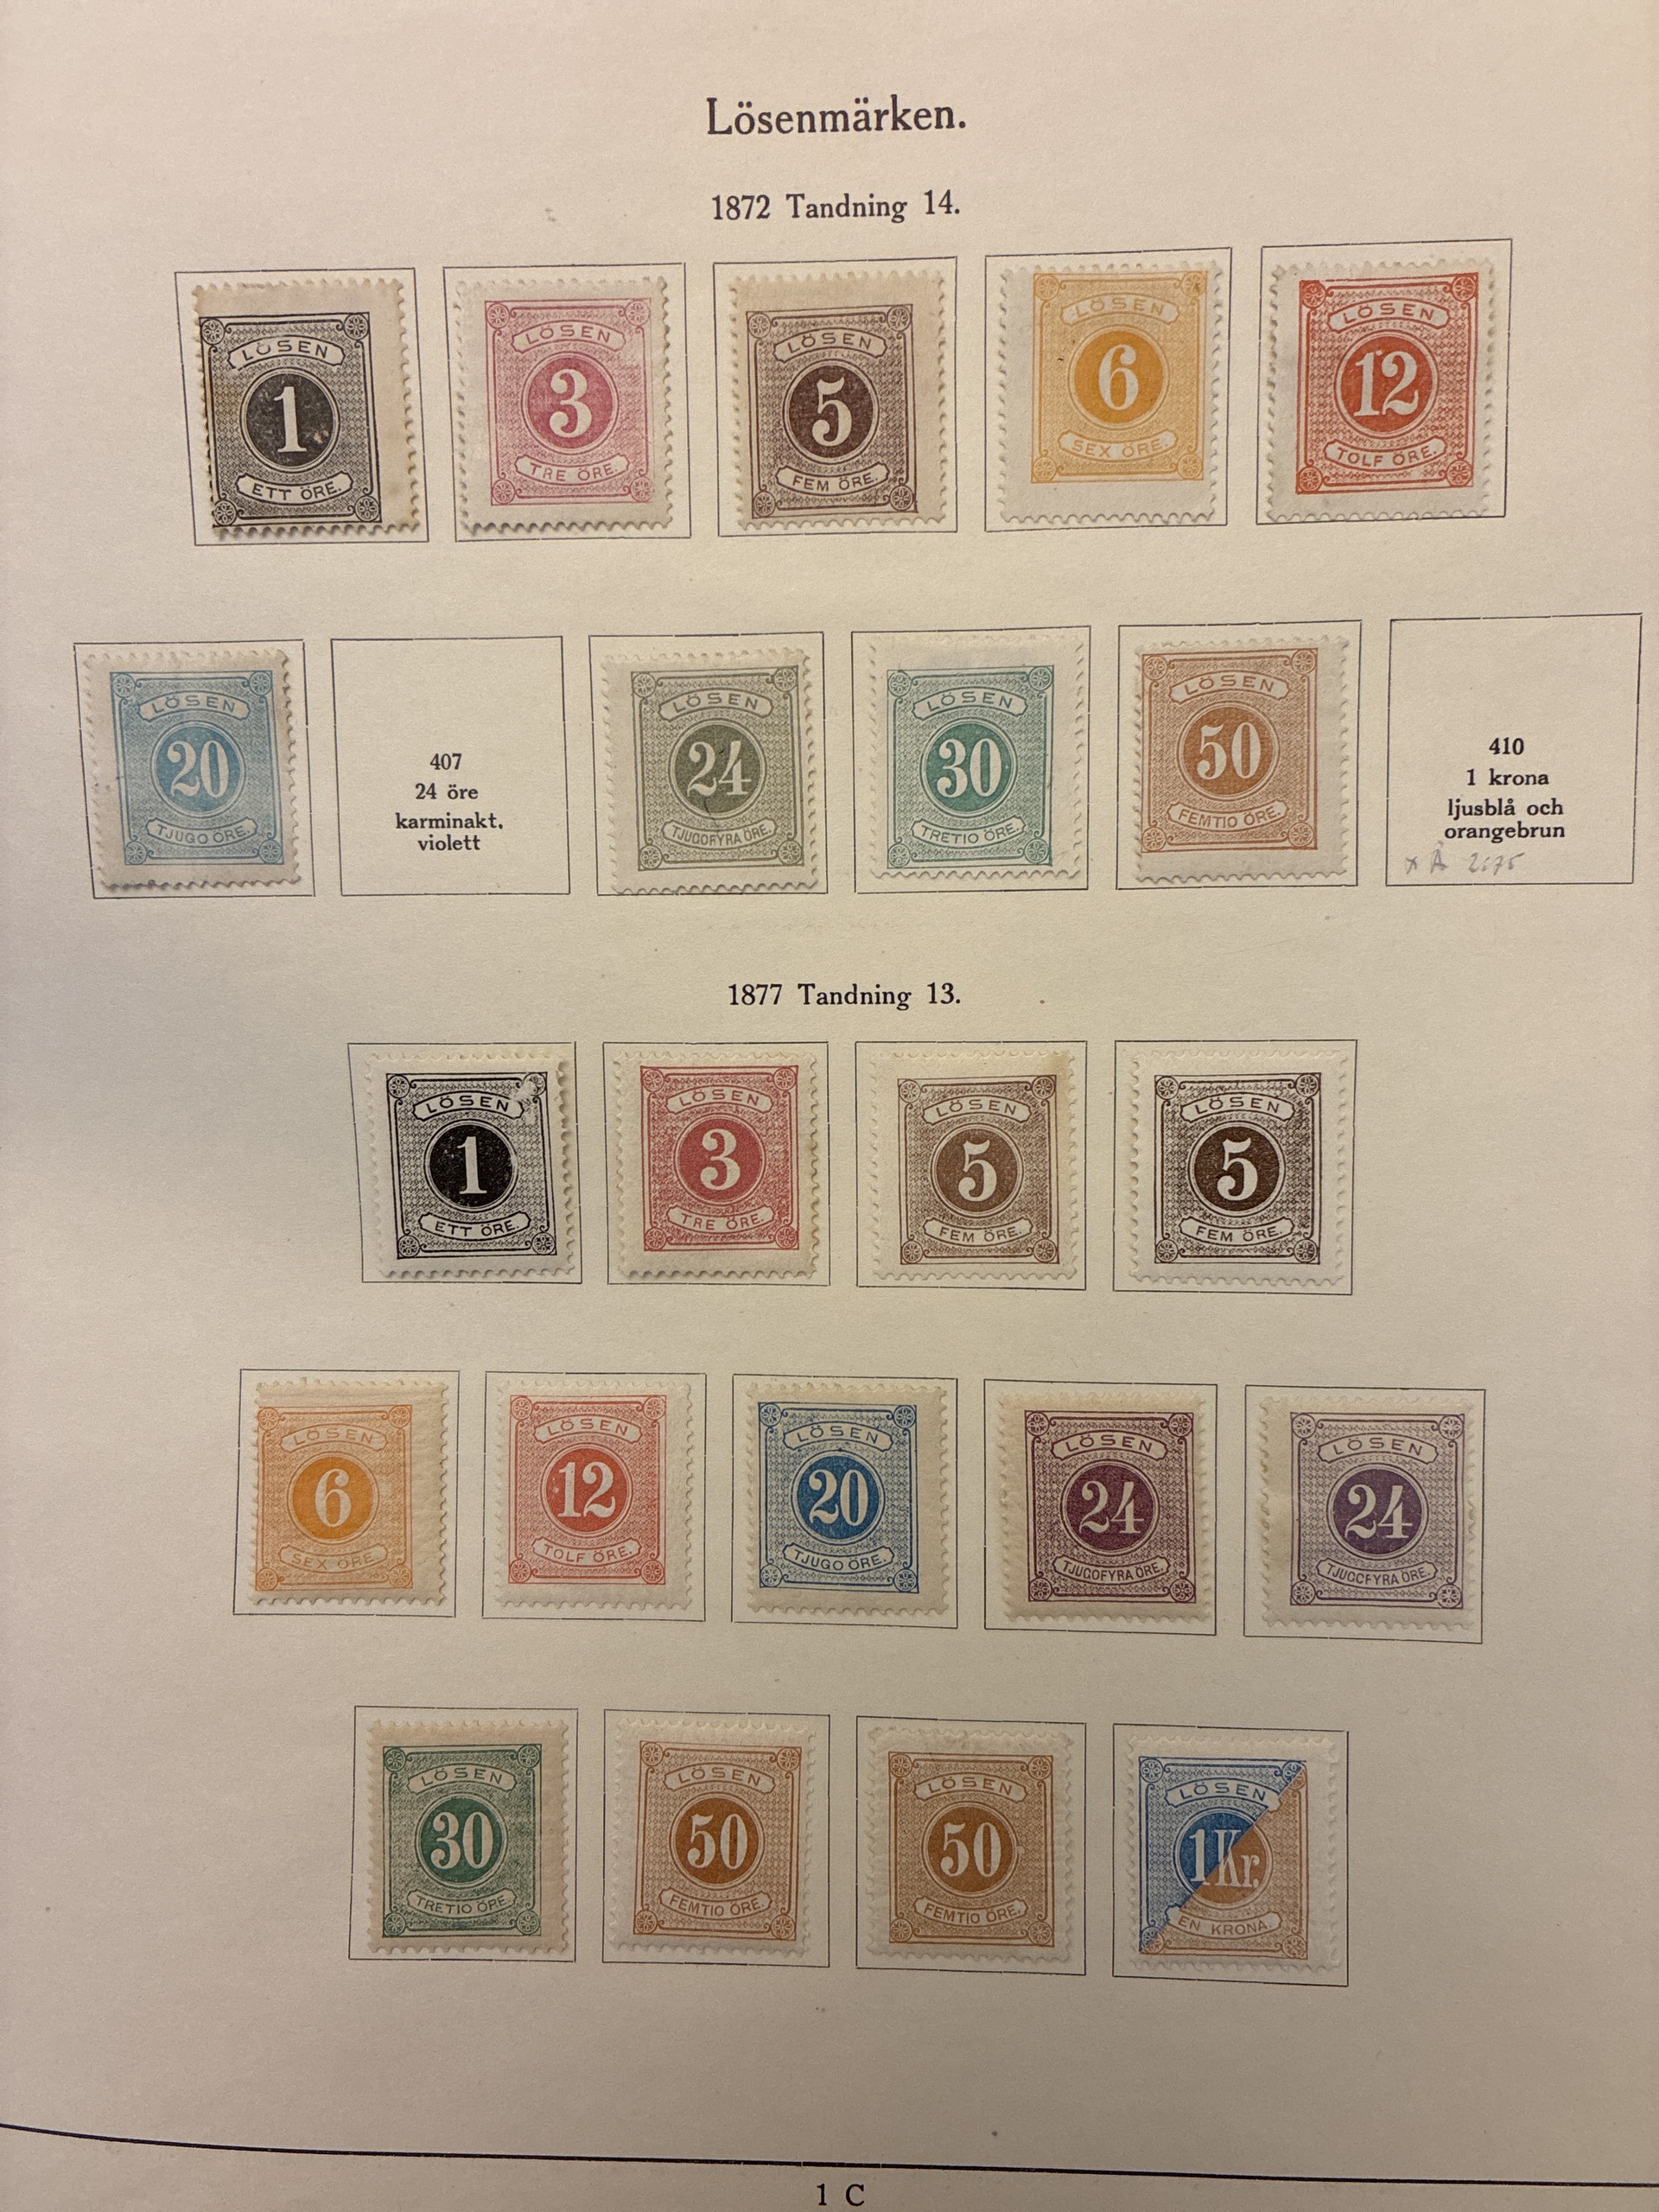 Lösenmärken.
1872 Tandning 14.
LÖSEN
1
ETT ÖRE.
LÖSEN
3
TRE ÖRE.
LÖSEN
5
FEM ÖRE.
LÖSEN
6
SEX ÖRE.
LÖSEN
12
TOLF ÖRE.
LÖSEN
20
TJUGO ÖRE.
407
24 öre
karminakt.
violett
LÖSEN
24
TJUGOFYRA ÖRE.
LÖSEN
30
TRETIO ÖRE.
LÖSEN
50
FEMTIO ÖRE.
410
1 krona
ljusblå och
orangebrun
1877 Tandning 13.
LÖSEN
1
ETT ÖRE.
LÖSEN
3
TRE ÖRE.
LÖSEN
5
FEM ÖRE.
LÖSEN
5
FEM ÖRE.
LÖSEN
6
SEX ÖRE.
LÖSEN
12
TOLF ÖRE.
LÖSEN
20
TJUGO ÖRE.
LÖSEN
24
TJUGOFYRA ÖRE.
LÖSEN
24
TJUGCFYRA ÖRE.
LÖSEN
30
TRETIO ÖRE.
LÖSEN
50
FEMTIO ÖRE.
LÖSEN
50
FEMTIO ÖRE.
LÖSEN
1 Kr.
EN KRONA.
1 C